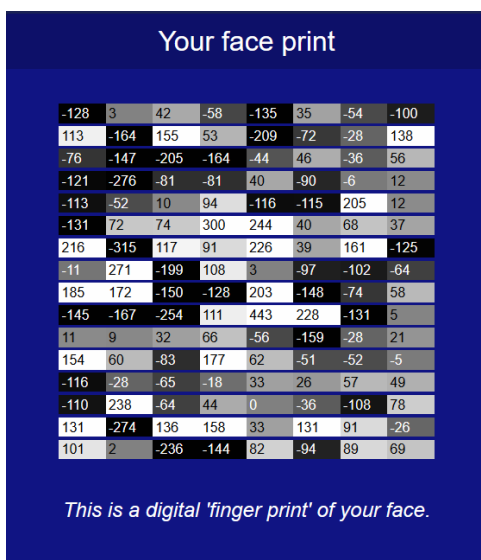 Your face print
-128 3 42 -58 -135 35 -54 -100
113 -164 155 53 -209 -72 -28 138
-76 -147 -205 -164 -44 46 -36 56
-121 -276 -81 -81 40 -90 -6 12
-113 -52 10 94 -116 -115 205 12
-131 72 74 300 244 40 68 37
216 -315 117 91 226 39 161 -125
-11 271 -199 108 3 -97 -102 -64
185 172 -150 -128 203 -148 -74 58
-145 -167 -254 111 443 228 -131 5
11 9 32 66 -56 -159 -28 21
154 60 -83 177 62 -51 -52 -5
-116 -28 -65 -18 33 26 57 49
-110 238 -64 44 0 -36 -108 78
131 -274 136 158 33 131 91 -26
101 2 -236 -144 82 -94 89 69
This is a digital 'finger print' of your face.